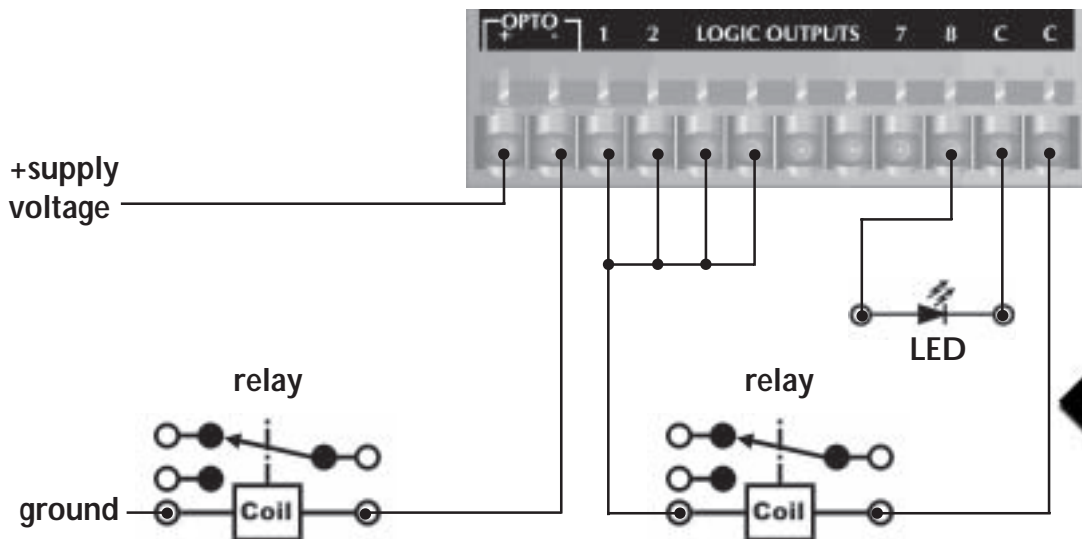 OPTO
+ - 1 2 LOGIC OUTPUTS 7 8 C C
+supply
voltage
LED
relay relay
ground Coil Coil